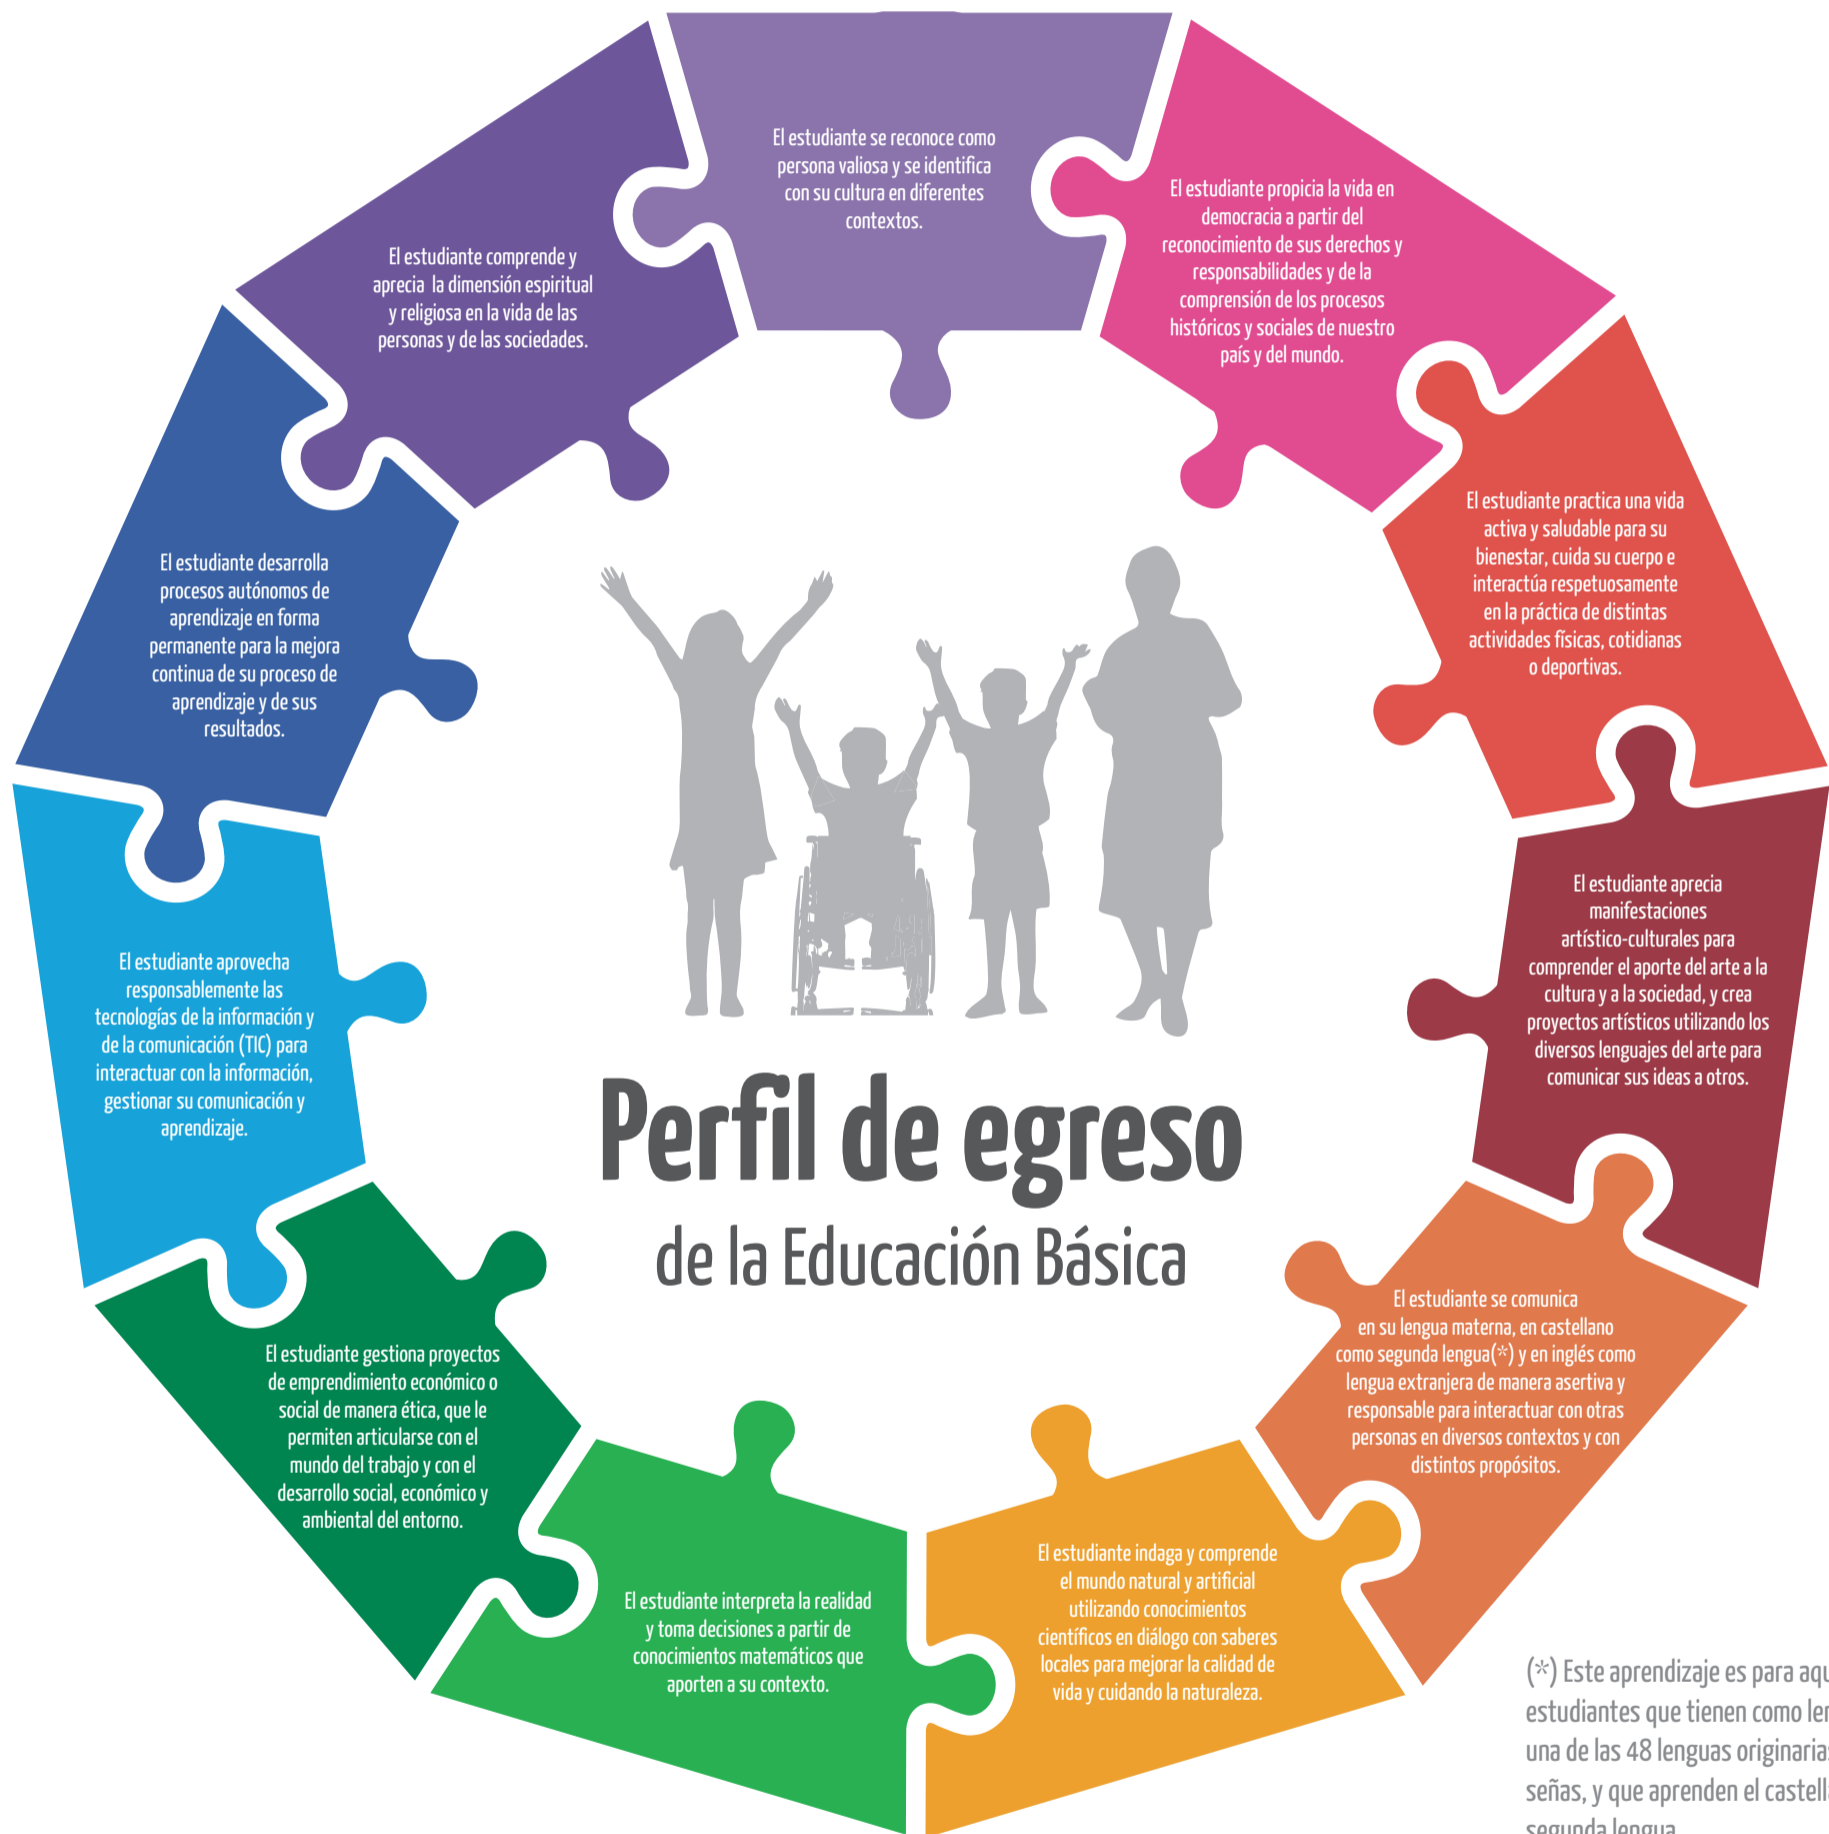 El estudiante se reconoce como
persona valiosa y se identifica
con su cultura en diferentes
contextos.
El estudiante propicia la vida en
democracia a partir del
reconocimiento de sus derechos y
responsabilidades y de la
comprensión de los procesos
históricos y sociales de nuestro
país y del mundo.
El estudiante practica una vida
activa y saludable para su
bienestar, cuida su cuerpo e
interactúa respetuosamente
en la práctica de distintas
actividades físicas, cotidianas
o deportivas.
El estudiante aprecia
manifestaciones
artístico-culturales para
comprender el aporte del arte a la
cultura y a la sociedad, y crea
proyectos artísticos utilizando los
diversos lenguajes del arte para
comunicar sus ideas a otros.
El estudiante se comunica
en su lengua materna, en castellano
como segunda lengua(*) y en inglés como
lengua extranjera de manera asertiva y
responsable para interactuar con otras
personas en diversos contextos y con
distintos propósitos.
El estudiante indaga y comprende
el mundo natural y artificial
utilizando conocimientos
científicos en diálogo con saberes
locales para mejorar la calidad de
vida y cuidando la naturaleza.
El estudiante interpreta la realidad
y toma decisiones a partir de
conocimientos matemáticos que
aporten a su contexto.
El estudiante gestiona proyectos
de emprendimiento económico o
social de manera ética, que le
permiten articularse con el
mundo del trabajo y con el
desarrollo social, económico y
ambiental del entorno.
El estudiante aprovecha
responsablemente las
tecnologías de la información y
de la comunicación (TIC) para
interactuar con la información,
gestionar su comunicación y
aprendizaje.
El estudiante desarrolla
procesos autónomos de
aprendizaje en forma
permanente para la mejora
continua de su proceso de
aprendizaje y de sus
resultados.
El estudiante comprende y
aprecia la dimensión espiritual
y religiosa en la vida de las
personas y de las sociedades.
Perfil de egreso
de la Educación Básica
(*) Este aprendizaje es para
estudiantes que tienen como
una de las 48 lenguas
señas, y que aprenden el
segunda lengua